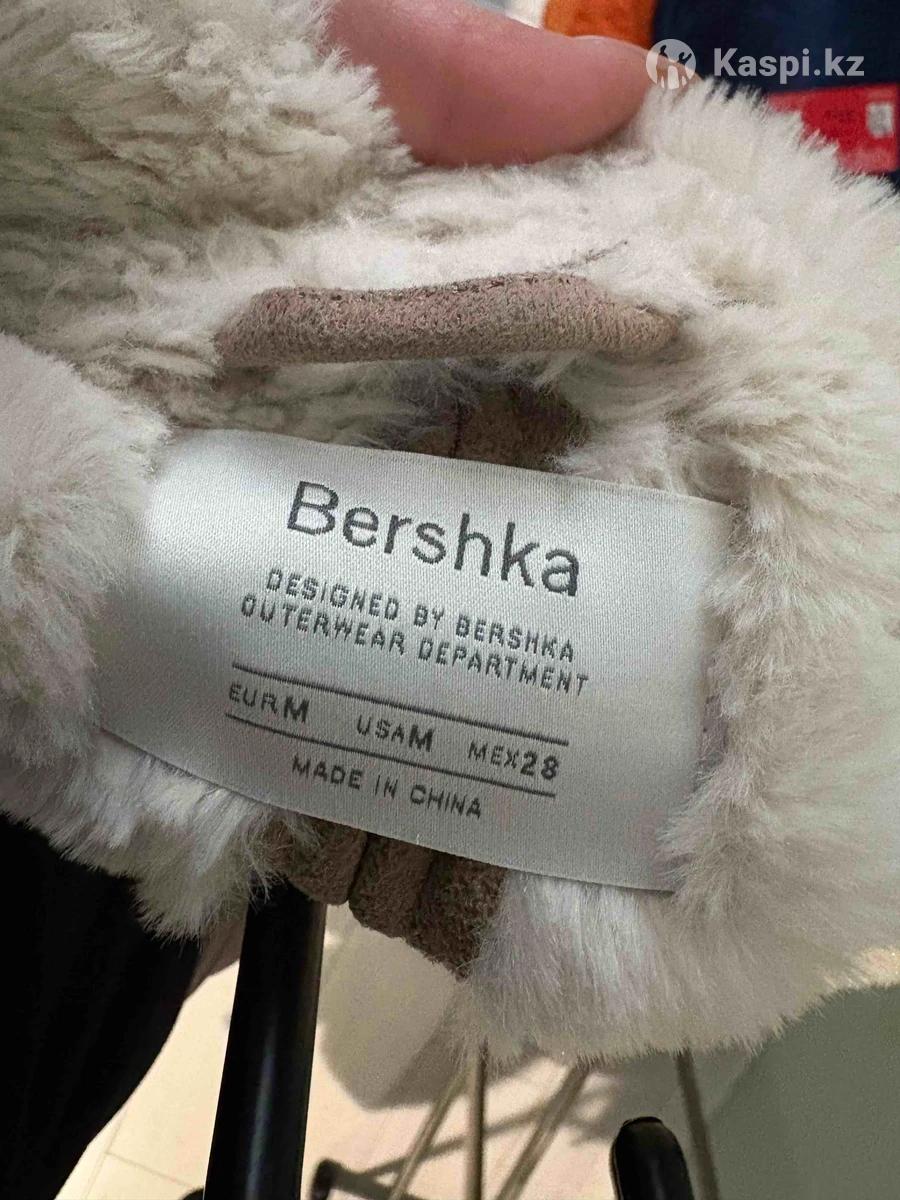 Kaspi.kz
Bershka
DESIGNED BY BERSHKA
OUTERWEAR DEPARTMENT
EUR M USA M MEX 28
MADE IN CHINA